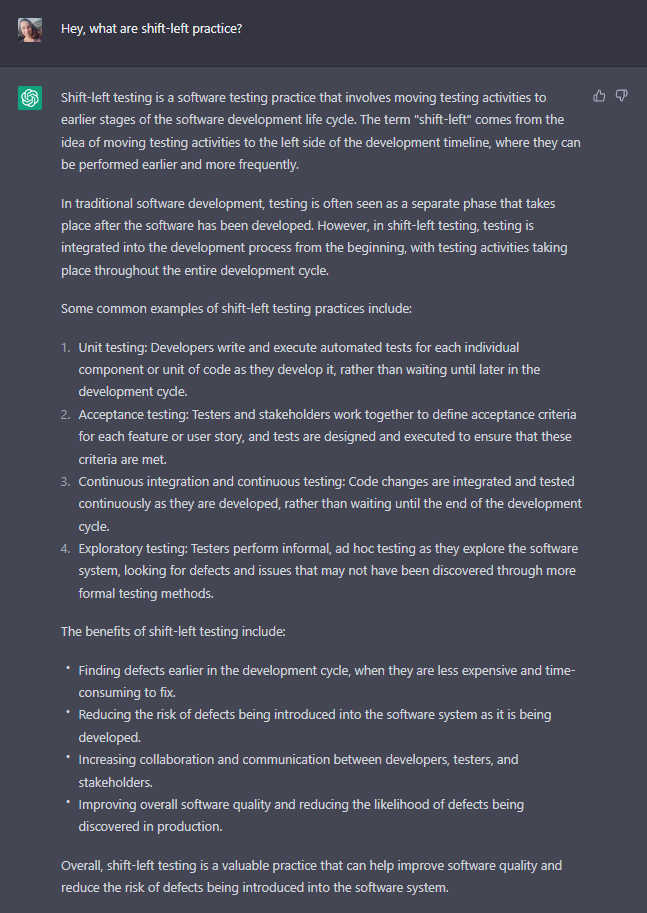 Hey, what are shift-left practice?
Shift-left testing is a software testing practice that involves moving testing activities to
earlier stages of the software development life cycle. The term "shift-left" comes from the
idea of moving testing activities to the left side of the development timeline, where they can
be performed earlier and more frequently.
In traditional software development, testing is often seen as a separate phase that takes
place after the software has been developed. However, in shift-left testing, testing is
integrated into the development process from the beginning, with testing activities taking
place throughout the entire development cycle.
Some common examples of shift-left testing practices include:
1. Unit testing: Developers write and execute automated tests for each individual
component or unit of code as they develop it, rather than waiting until later in the
development cycle.
2. Acceptance testing: Testers and stakeholders work together to define acceptance criteria
for each feature or user story, and tests are designed and executed to ensure that these
criteria are met.
3. Continuous integration and continuous testing: Code changes are integrated and tested
continuously as they are developed, rather than waiting until the end of the development
cycle.
4. Exploratory testing: Testers perform informal, ad hoc testing as they explore the software
system, looking for defects and issues that may not have been discovered through more
formal testing methods.
The benefits of shift-left testing include:
• Finding defects earlier in the development cycle, when they are less expensive and time-
consuming to fix.
• Reducing the risk of defects being introduced into the software system as it is being
developed.
• Increasing collaboration and communication between developers, testers, and
stakeholders.
• Improving overall software quality and reducing the likelihood of defects being
discovered in production.
Overall, shift-left testing is a valuable practice that can help improve software quality and
reduce the risk of defects being introduced into the software system.